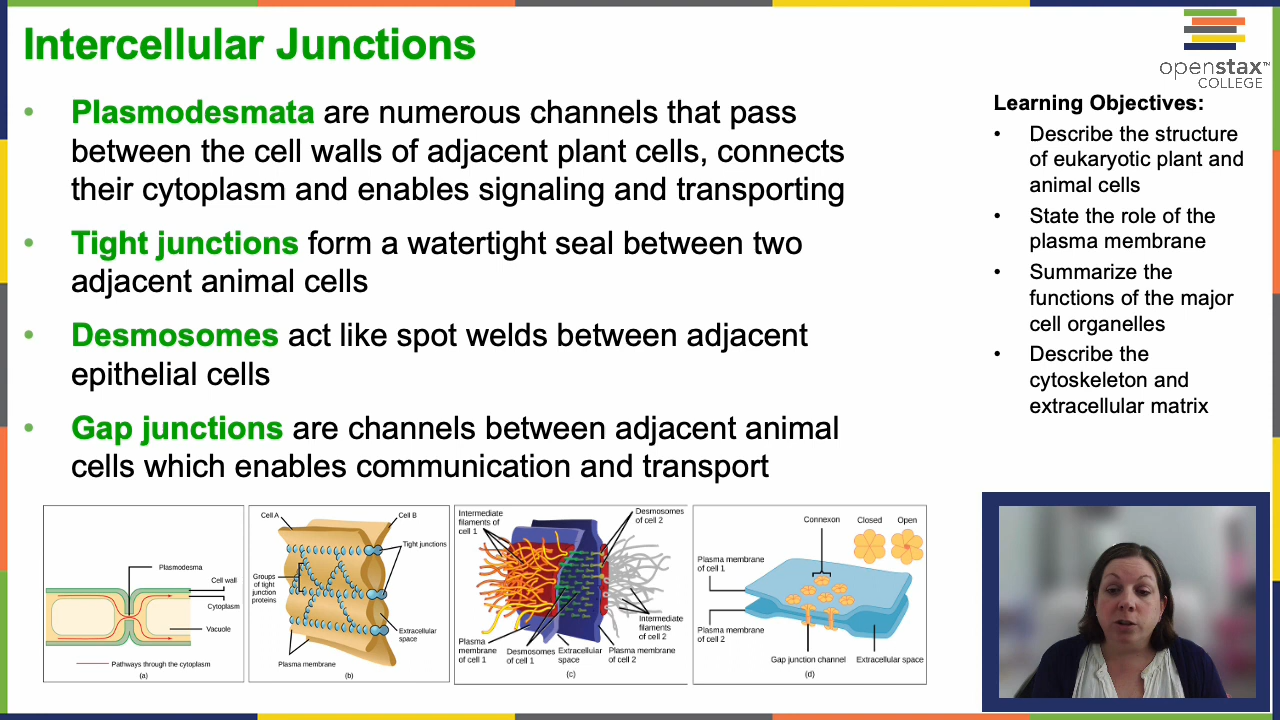 Intercellular Junctions
openstax™
COLLEGE
• Plasmodesmata are numerous channels that pass
between the cell walls of adjacent plant cells, connects
their cytoplasm and enables signaling and transporting
• Tight junctions form a watertight seal between two
adjacent animal cells
• Desmosomes act like spot welds between adjacent
epithelial cells
• Gap junctions are channels between adjacent animal
cells which enables communication and transport
Learning Objectives:
• Describe the structure
of eukaryotic plant and
animal cells
• State the role of the
plasma membrane
• Summarize the
functions of the major
cell organelles
• Describe the
cytoskeleton and
extracellular matrix
Plasmodesma
Cell wall
Cytoplasm
Vacuole
Pathways through the cytoplasm
(a)
Cell A
Cell B
Tight junctions
Groups
of tight
junction
proteins
Extracellular
space
Plasma membrane
(b)
Intermediate
filaments of
cell 1
Desmosomes
of cell 2
Intermediate
filaments
of cell 2
Plasma
membrane
of cell 1
Desmosomes
of cell 1
Extracellular
space
Plasma membrane
of cell 2
(c)
Connexon
Closed
Open
Plasma membrane
of cell 1
Plasma membrane
of cell 2
Gap junction channel
Extracellular space
(d)